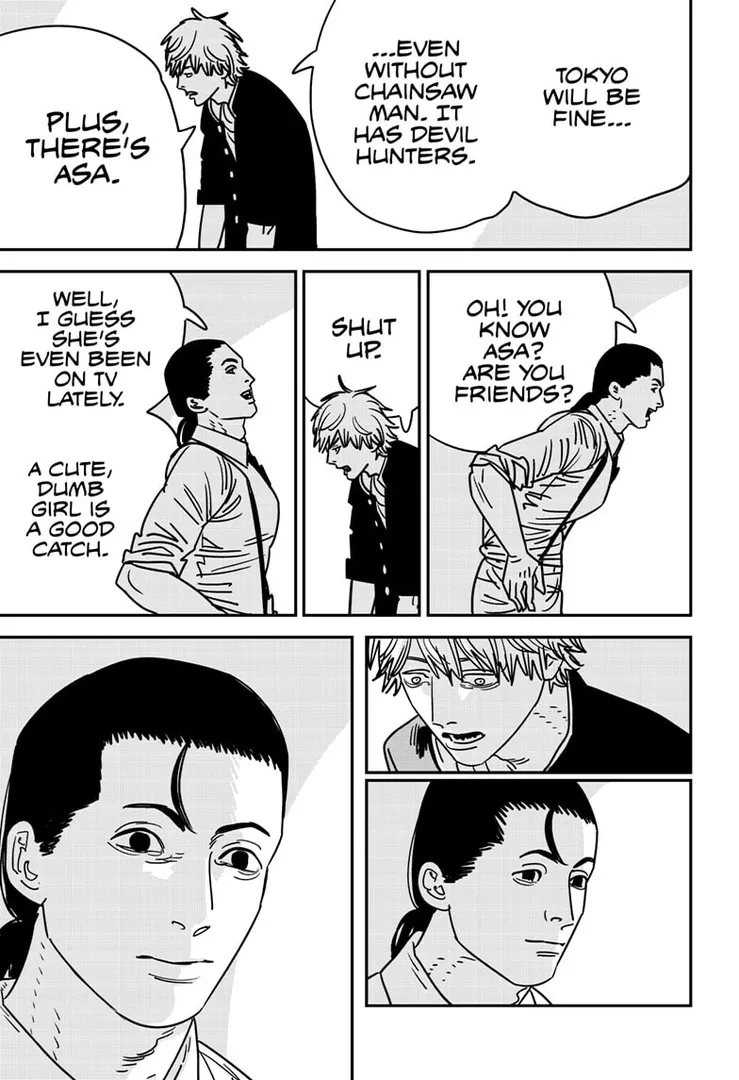 TOKYO
WILL BE
FINE...
...EVEN
WITHOUT
CHAINSAW
MAN. IT
HAS DEVIL
HUNTERS.
PLUS,
THERE'S
ASA.
OH! YOU
KNOW
ASA?
ARE YOU
FRIENDS?
SHUT
UP.
WELL,
I GUESS
SHE'S
EVEN BEEN
ON TV
LATELY.
A CUTE,
DUMB
GIRL IS
A GOOD
CATCH.